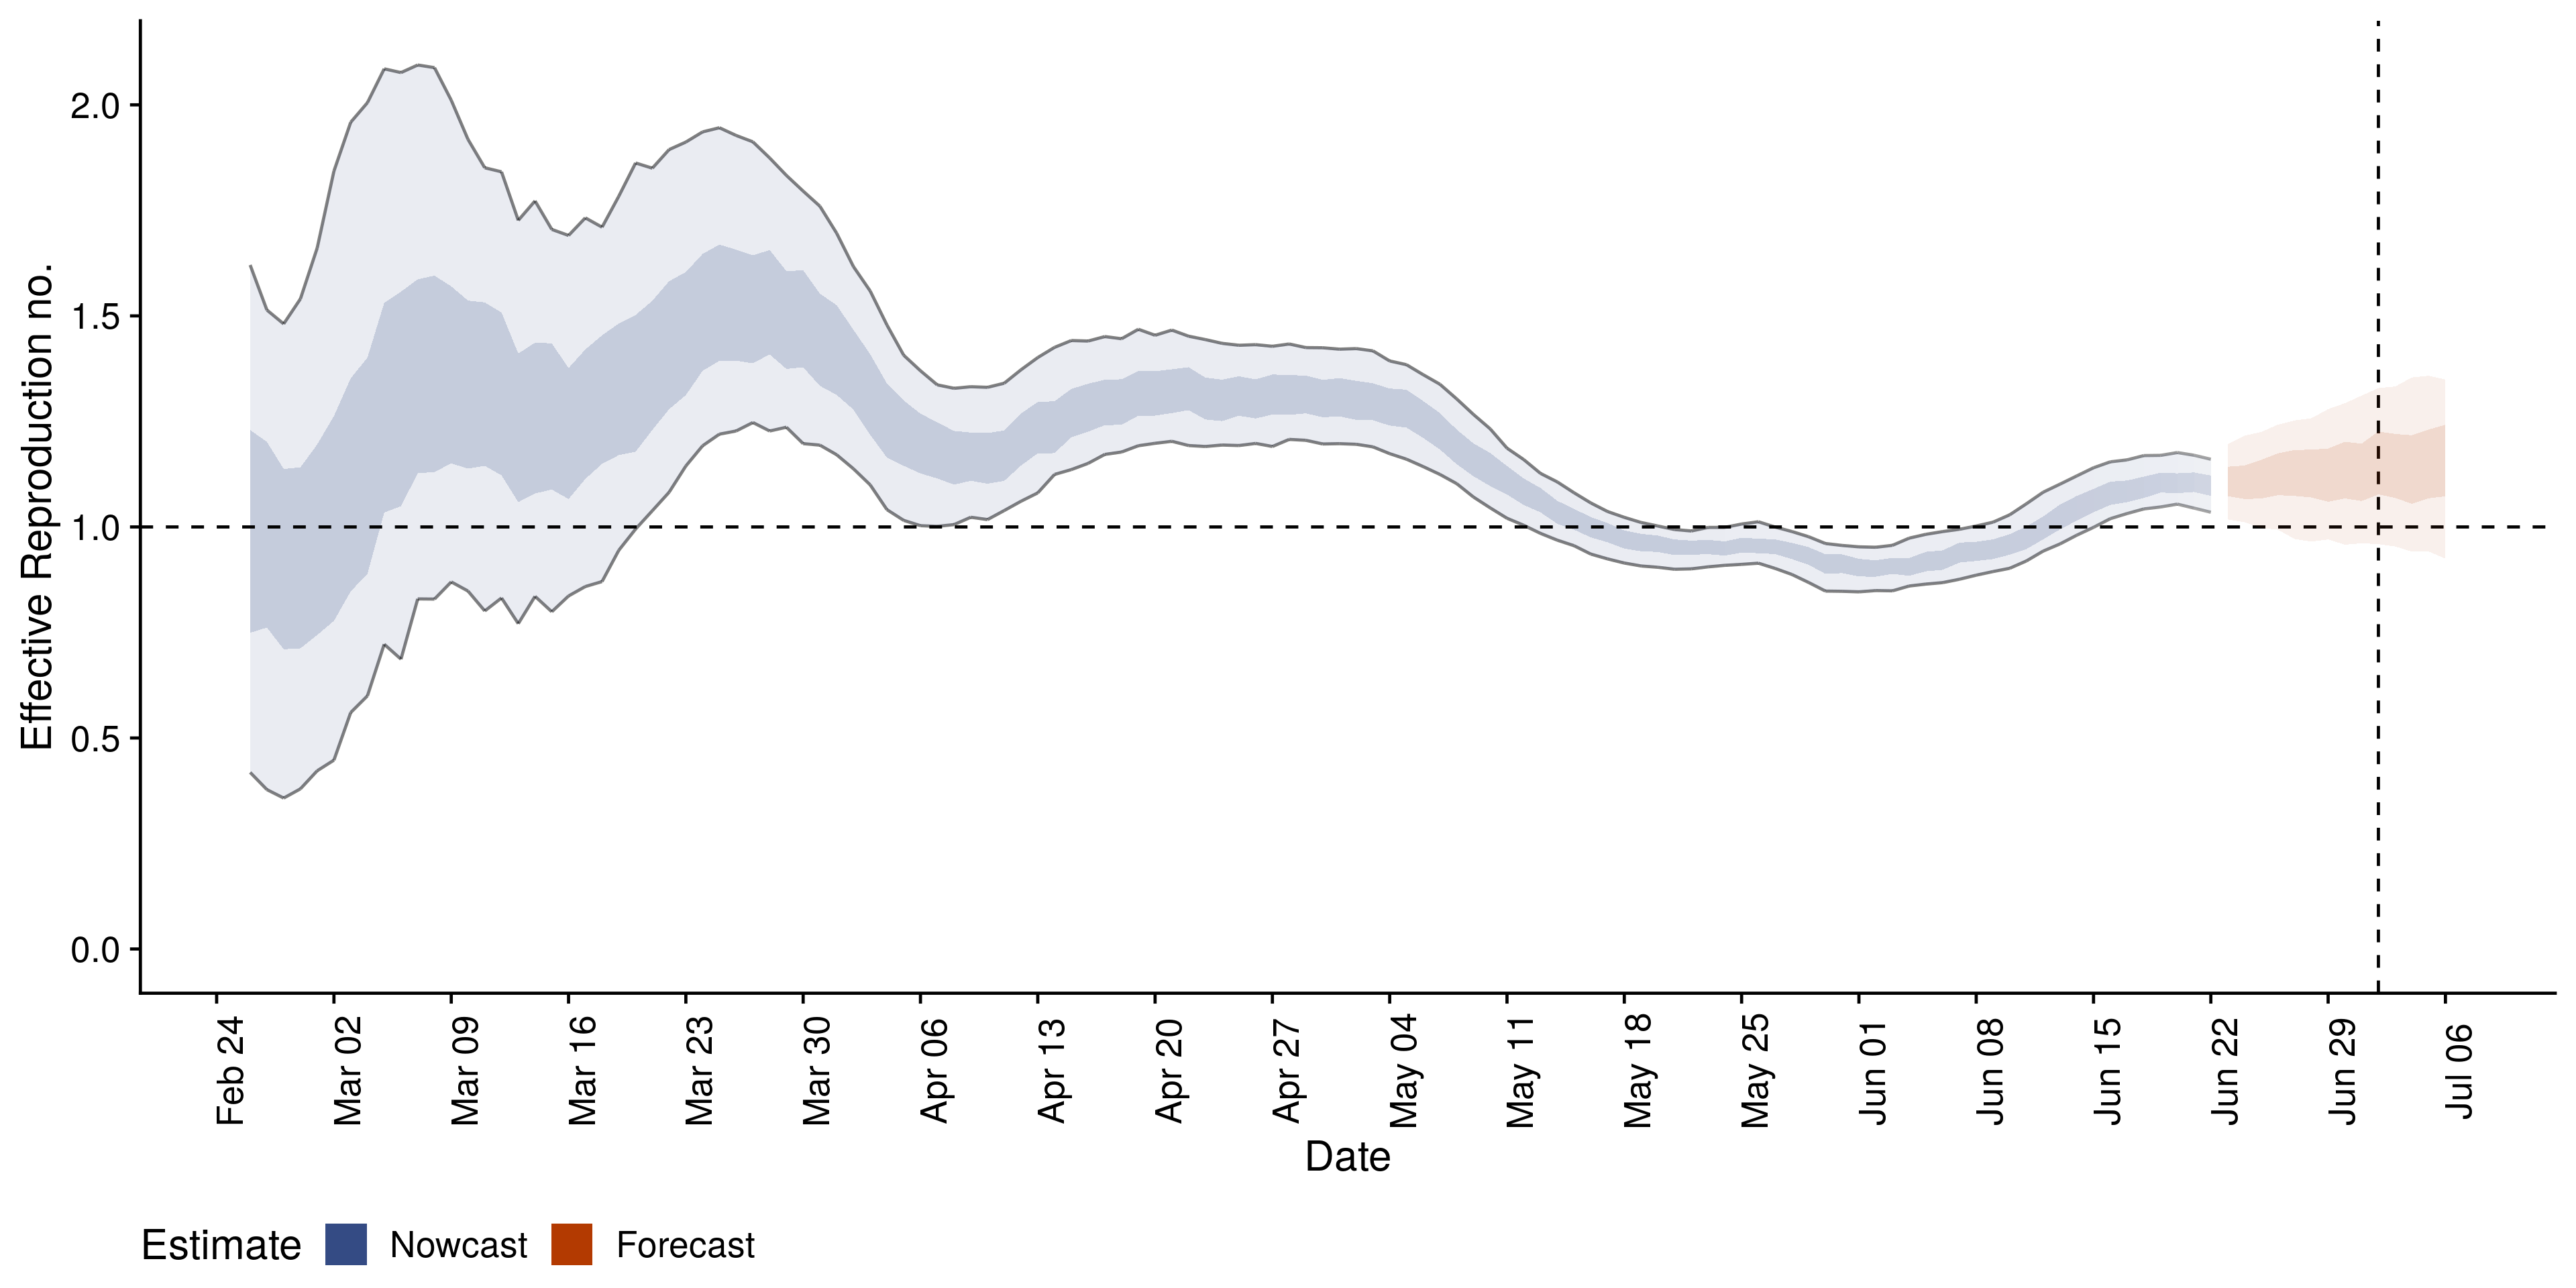 Effective Reproduction no.
2.0
1.5
1.0
0.5
0.0
Feb 24
Mar 02
Mar 09
Mar 16
Mar 23
Mar 30
Apr 06
Apr 13
Apr 20
Apr 27
May 04
May 11
May 18
May 25
Jun 01
Jun 08
Jun 15
Jun 22
Jun 29
Jul 06
Date
Estimate Nowcast Forecast